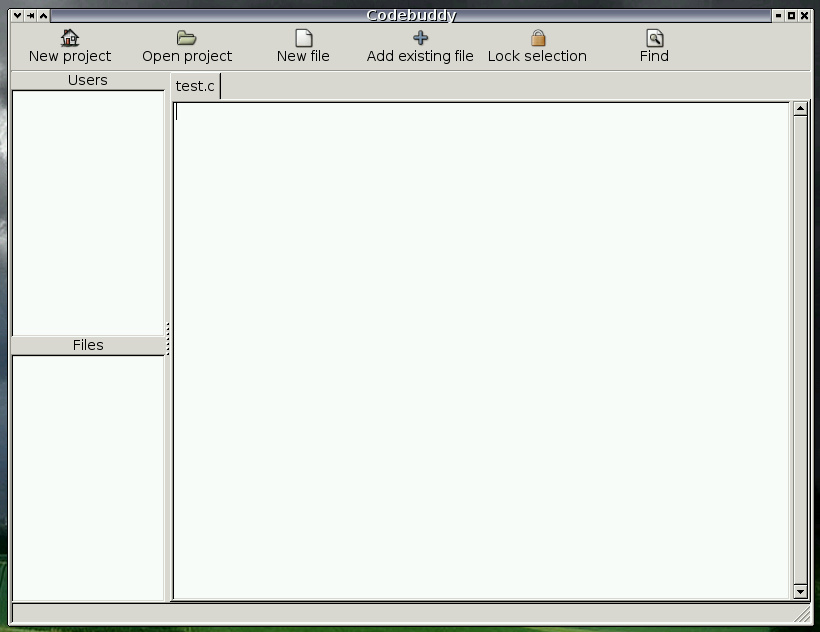 Codebuddy
New project Open project New file Add existing file Lock selection Find
Users
test.c
Files